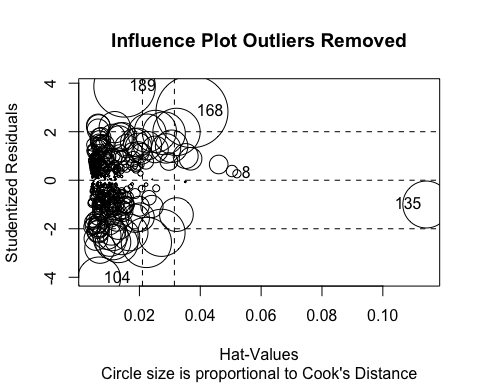 Influence Plot Outliers Removed
Studentized Residuals
4
2
0
-2
-4
189
168
8
135
104
0.02 0.04 0.06 0.08 0.10
Hat-Values
Circle size is proportional to Cook's Distance